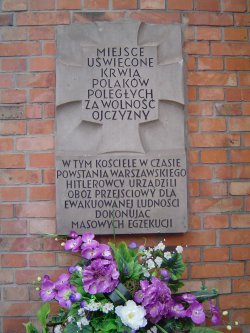 MIEJSCE
UŚWIĘCONE
KRWIĄ
POLAKÓW
POLEGŁYCH
ZA WOLNOŚĆ
OJCZYZNY
W TYM KOŚCIELE W CZASIE
POWSTANIA WARSZAWSKIEGO
HITLEROWCY URZĄDZILI
OBÓZ PRZEJŚCIOWY DLA
EWAKUOWANEJ LUDNOŚCI
DOKONUJĄC
MASOWYCH EGZEKUCJI